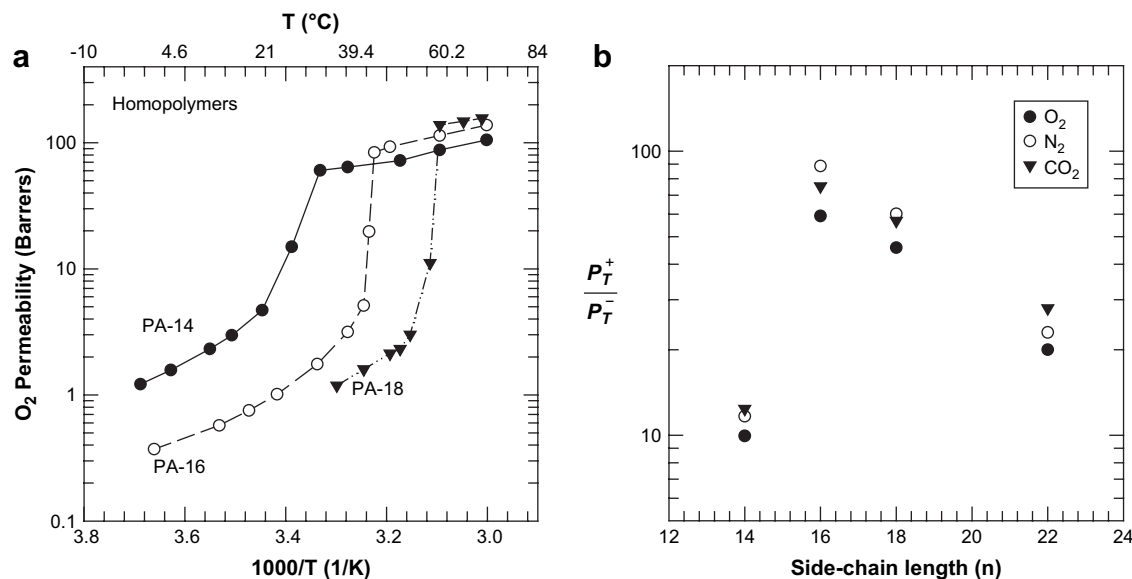 a
T (°C)
-10 4.6 21 39.4 60.2 84
Homopolymers
100
10
1
0.1
O₂ Permeability (Barrers)
PA-14
PA-16
PA-18
3.8 3.6 3.4 3.2 3.0
1000/T (1/K)
b
100
10
P_T^+
P_T^-
O₂
N₂
CO₂
12 14 16 18 20 22 24
Side-chain length (n)